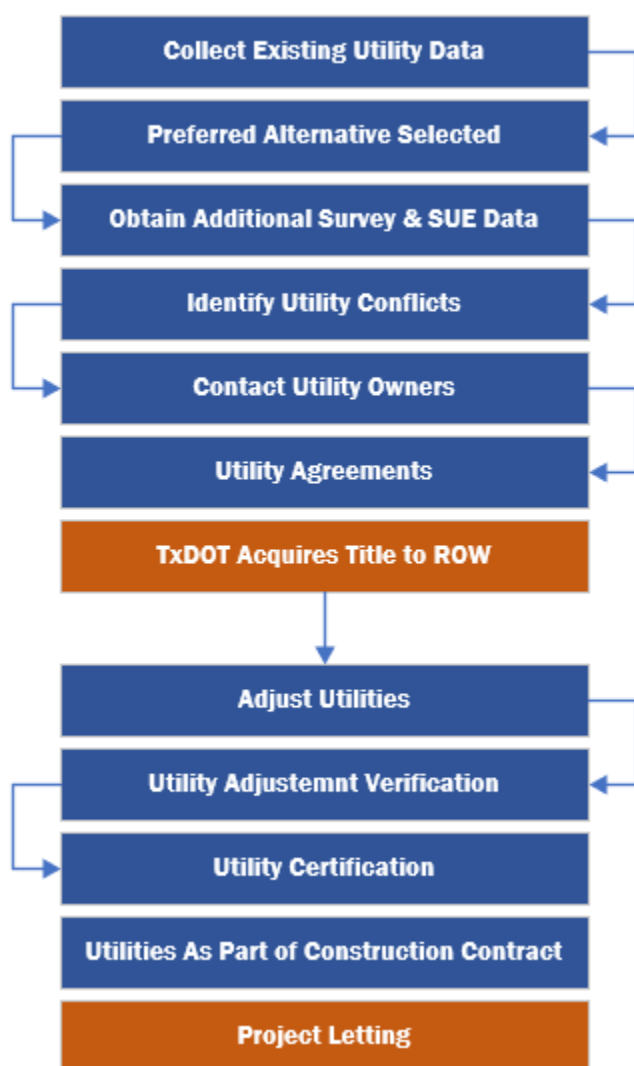 Collect Existing Utility Data
Preferred Alternative Selected
Obtain Additional Survey & SUE Data
Identify Utility Conflicts
Contact Utility Owners
Utility Agreements
TxDOT Acquires Title to ROW
Adjust Utilities
Utility Adjustemnt Verification
Utility Certification
Utilities As Part of Construction Contract
Project Letting